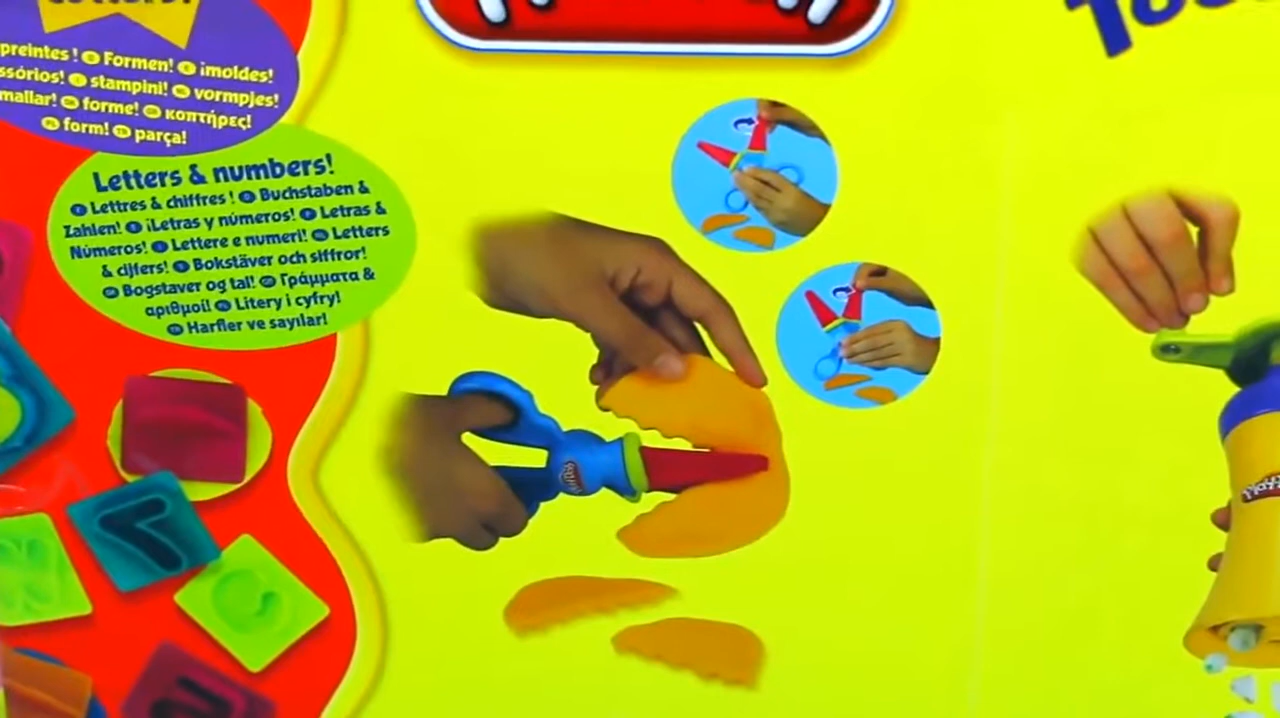 preintes ! Formen! ¡moldes!
ssórios! stampini! vormpjes!
mallar! forme! κοπτήρες!
form! parça!
Letters & numbers!
Lettres & chiffres ! Buchstaben &
Zahlen! ¡Letras y números! Letras &
Números! Lettere e numeri! Letters
& cijfers! Bokstäver och siffror!
Bogstaver og tal! Γράμματα &
αριθμοί! Litery i cyfry!
Harfler ve sayılar!